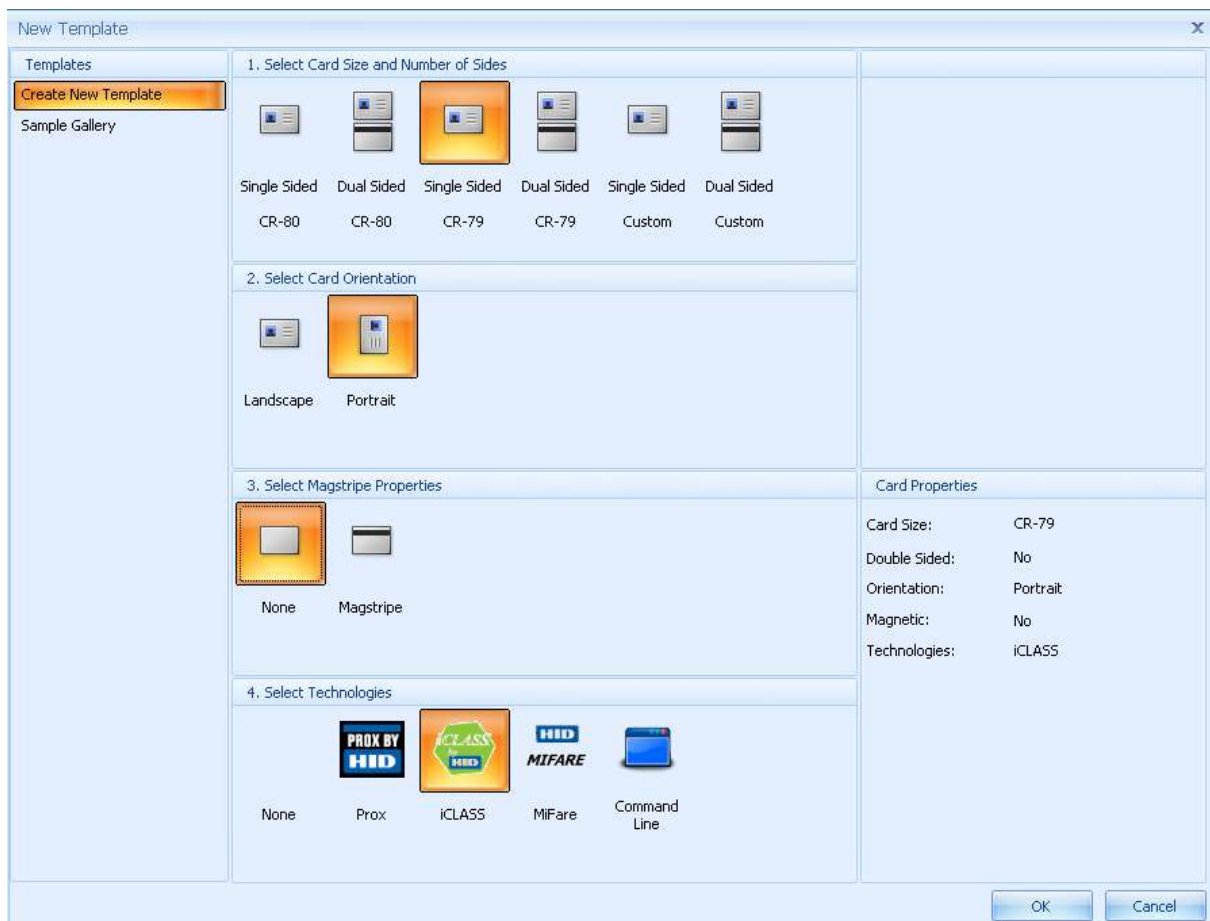 New Template
x
Templates
Create New Template
Sample Gallery
1. Select Card Size and Number of Sides
Single Sided Dual Sided Single Sided Dual Sided Single Sided Dual Sided
CR-80 CR-80 CR-79 CR-79 Custom Custom
2. Select Card Orientation
Landscape Portrait
3. Select Magstripe Properties
None Magstripe
4. Select Technologies
PROX BY
HID
iCLASS
by
HID
HID
MIFARE
None Prox iCLASS MiFare Command
Line
Card Properties
Card Size: CR-79
Double Sided: No
Orientation: Portrait
Magnetic: No
Technologies: iCLASS
OK Cancel